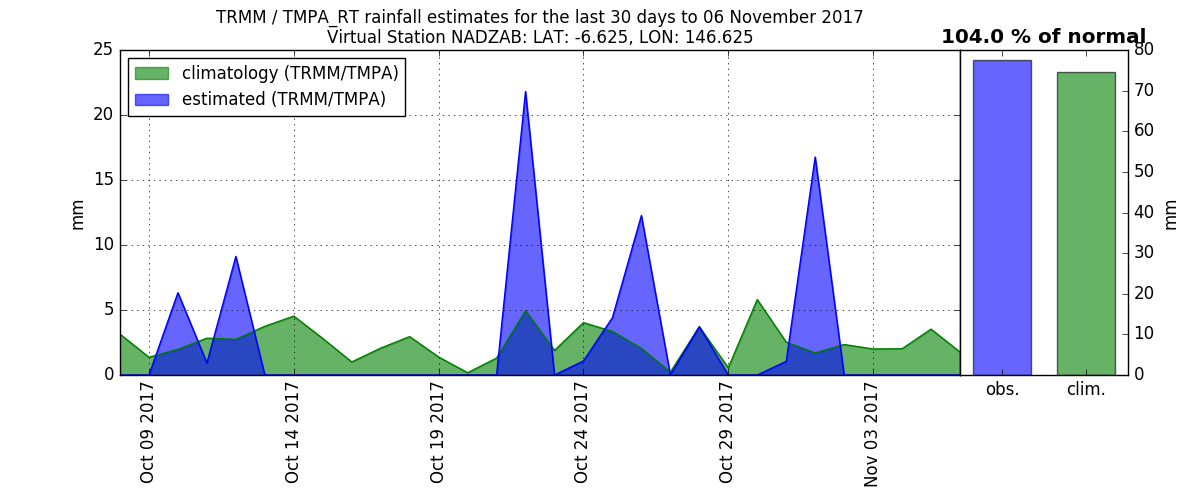 TRMM / TMPA_RT rainfall estimates for the last 30 days to 06 November 2017
Virtual Station NADZAB: LAT: -6.625, LON: 146.625
104.0 % of normal
climatology (TRMM/TMPA)
estimated (TRMM/TMPA)
25
20
15
10
5
0
mm
Oct 09 2017
Oct 14 2017
Oct 19 2017
Oct 24 2017
Oct 29 2017
Nov 03 2017
80
70
60
50
40
30
20
10
0
mm
obs.
clim.